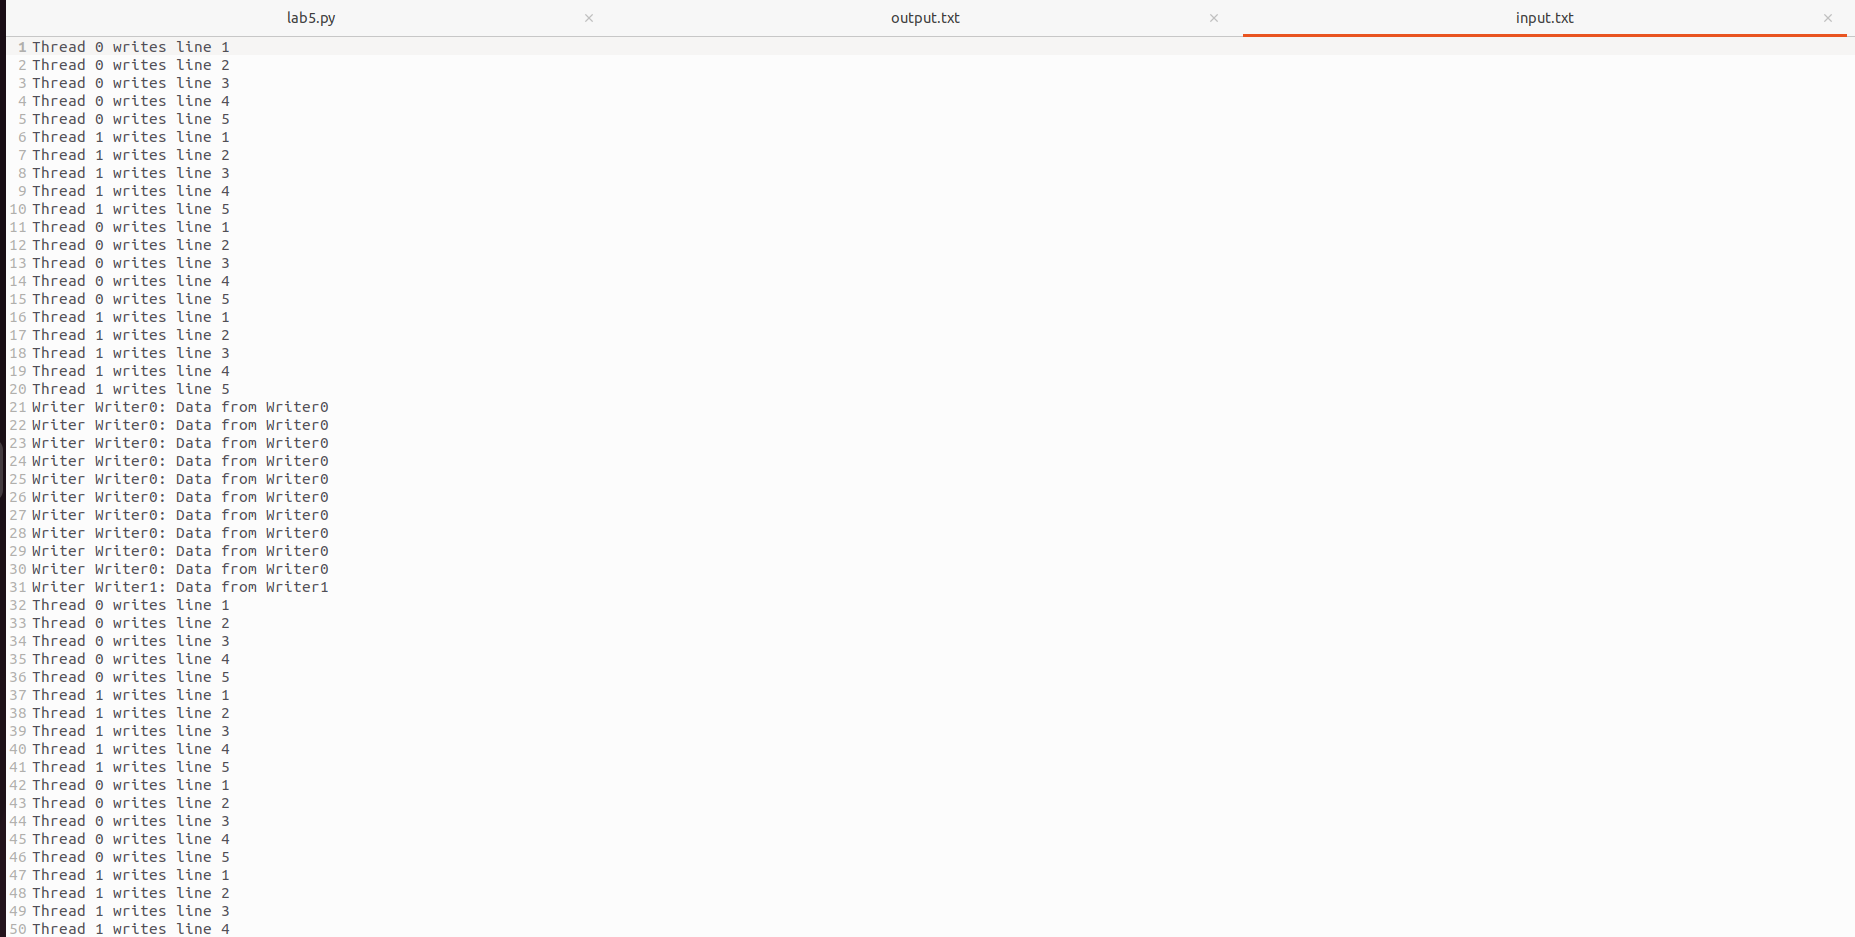 lab5.py × output.txt × input.txt ×
1 Thread 0 writes line 1
2 Thread 0 writes line 2
3 Thread 0 writes line 3
4 Thread 0 writes line 4
5 Thread 0 writes line 5
6 Thread 1 writes line 1
7 Thread 1 writes line 2
8 Thread 1 writes line 3
9 Thread 1 writes line 4
10 Thread 1 writes line 5
11 Thread 0 writes line 1
12 Thread 0 writes line 2
13 Thread 0 writes line 3
14 Thread 0 writes line 4
15 Thread 0 writes line 5
16 Thread 1 writes line 1
17 Thread 1 writes line 2
18 Thread 1 writes line 3
19 Thread 1 writes line 4
20 Thread 1 writes line 5
21 Writer Writer0: Data from Writer0
22 Writer Writer0: Data from Writer0
23 Writer Writer0: Data from Writer0
24 Writer Writer0: Data from Writer0
25 Writer Writer0: Data from Writer0
26 Writer Writer0: Data from Writer0
27 Writer Writer0: Data from Writer0
28 Writer Writer0: Data from Writer0
29 Writer Writer0: Data from Writer0
30 Writer Writer0: Data from Writer0
31 Writer Writer1: Data from Writer1
32 Thread 0 writes line 1
33 Thread 0 writes line 2
34 Thread 0 writes line 3
35 Thread 0 writes line 4
36 Thread 0 writes line 5
37 Thread 1 writes line 1
38 Thread 1 writes line 2
39 Thread 1 writes line 3
40 Thread 1 writes line 4
41 Thread 1 writes line 5
42 Thread 0 writes line 1
43 Thread 0 writes line 2
44 Thread 0 writes line 3
45 Thread 0 writes line 4
46 Thread 0 writes line 5
47 Thread 1 writes line 1
48 Thread 1 writes line 2
49 Thread 1 writes line 3
50 Thread 1 writes line 4